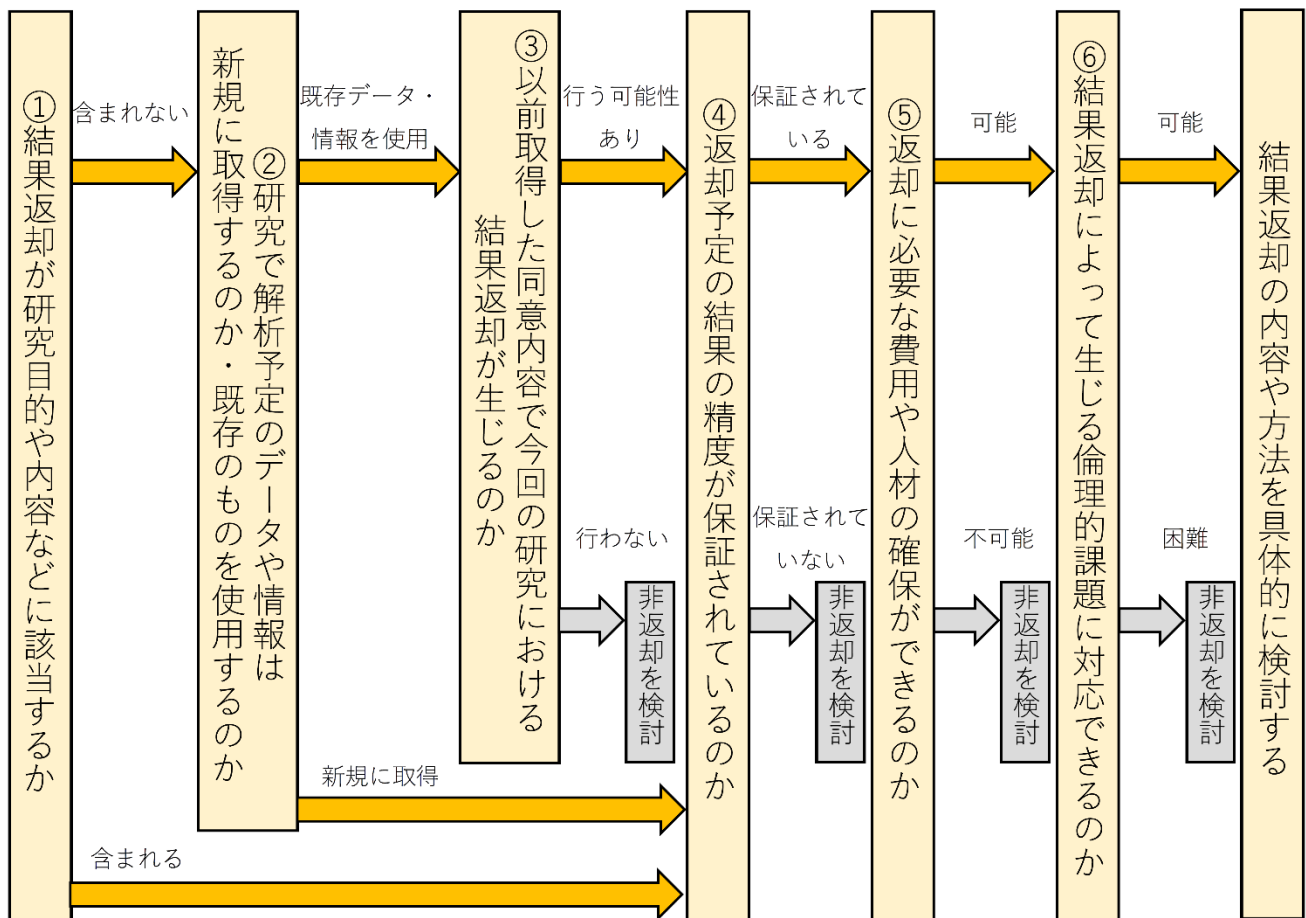 ①結果返却が研究目的や内容などに該当するか
含まれない
含まれる
②研究で解析予定のデータや情報は
新規に取得するのか・既存のものを使用するのか
既存データ・
情報を使用
新規に取得
③以前取得した同意内容で今回の研究における
結果返却が生じるのか
行う可能性
あり
行わない
非返却を検討
④返却予定の結果の精度が保証されているのか
保証されて
いる
保証されて
いない
非返却を検討
⑤返却に必要な費用や人材の確保ができるのか
可能
不可能
非返却を検討
⑥結果返却によって生じる倫理的課題に対応できるのか
可能
困難
非返却を検討
結果返却の内容や方法を具体的に検討する